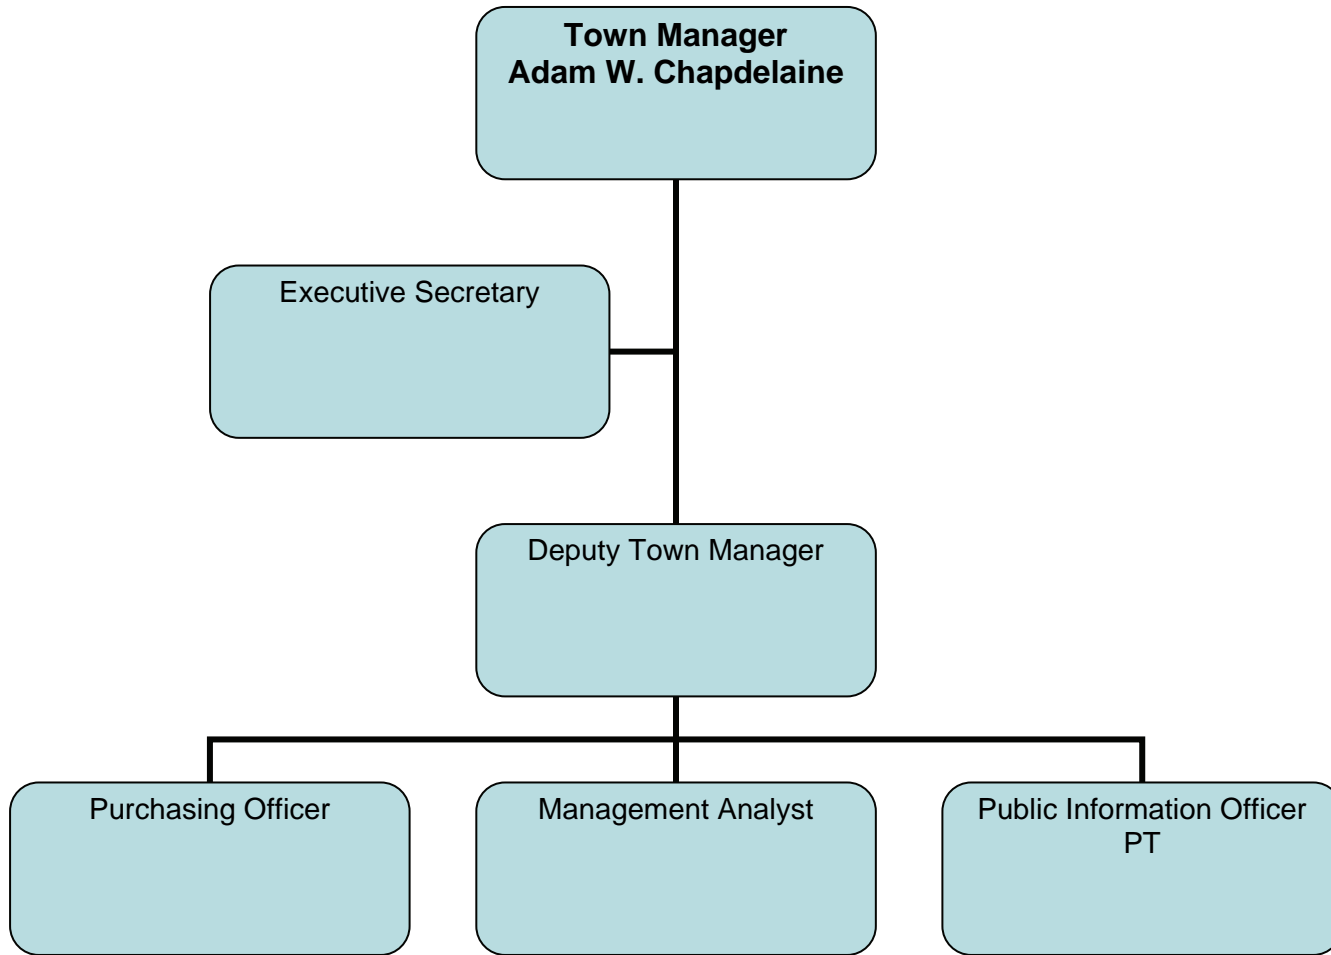 Town Manager
Adam W. Chapdelaine
Executive Secretary
Deputy Town Manager
Purchasing Officer
Management Analyst
Public Information Officer
PT